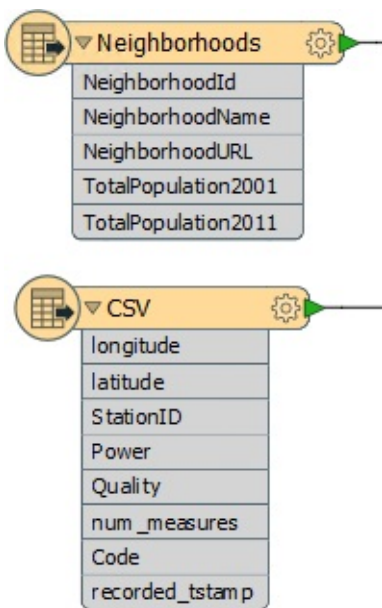 Neighborhoods
NeighborhoodId
NeighborhoodName
NeighborhoodURL
TotalPopulation2001
TotalPopulation2011
CSV
longitude
latitude
StationID
Power
Quality
num_measures
Code
recorded_tstamp